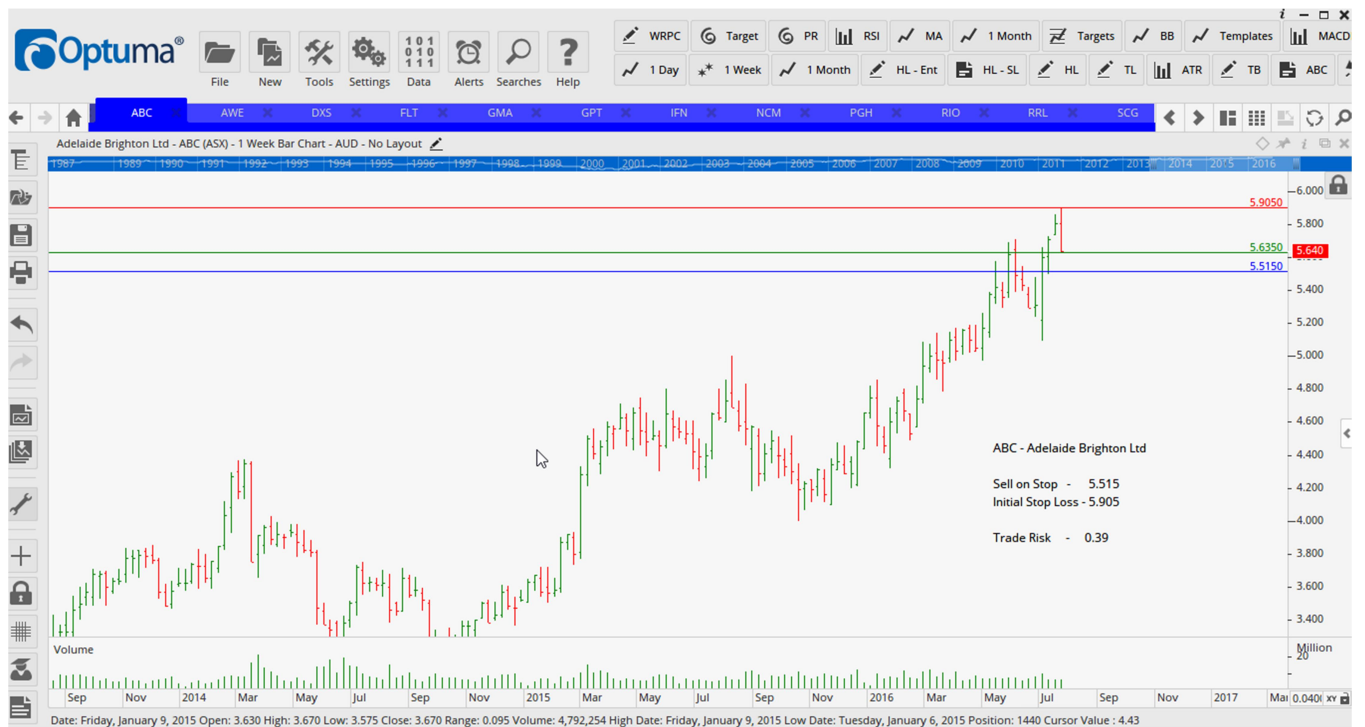 Optuma®
File New Tools Settings Data Alerts Searches Help
WRPC Target PR RSI MA 1 Month Targets BB Templates MACD
1 Day 1 Week 1 Month HL - Ent HL - SL HL TL ATR TB ABC
ABC AWE DXS FLT GMA GPT IFN NCM PGH RIO RRL SCG
Adelaide Brighton Ltd - ABC (ASX) - 1 Week Bar Chart - AUD - No Layout
1987 1989 1990 1991 1992 1993 1994 1995 1996 1997 1998 1999 2000 2001 2002 2003 2004 2005 2006 2007 2008 2009 2010 2011 2012 2013 2014 2015 2016
6.000
5.9050
5.800
5.6350
5.640
5.5150
5.400
5.200
5.000
4.800
4.600
4.400
4.200
4.000
3.800
3.600
3.400
ABC - Adelaide Brighton Ltd
Sell on Stop - 5.515
Initial Stop Loss - 5.905
Trade Risk - 0.39
Volume
Million
20
Sep Nov 2014 Mar May Jul Sep Nov 2015 Mar May Jul Sep Nov 2016 Mar May Jul Sep Nov 2017 Mar 0.040 XY
Date: Friday, January 9, 2015 Open: 3.630 High: 3.670 Low: 3.575 Close: 3.670 Range: 0.095 Volume: 4,792,254 High Date: Friday, January 9, 2015 Low Date: Tuesday, January 6, 2015 Position: 1440 Cursor Value : 4.43